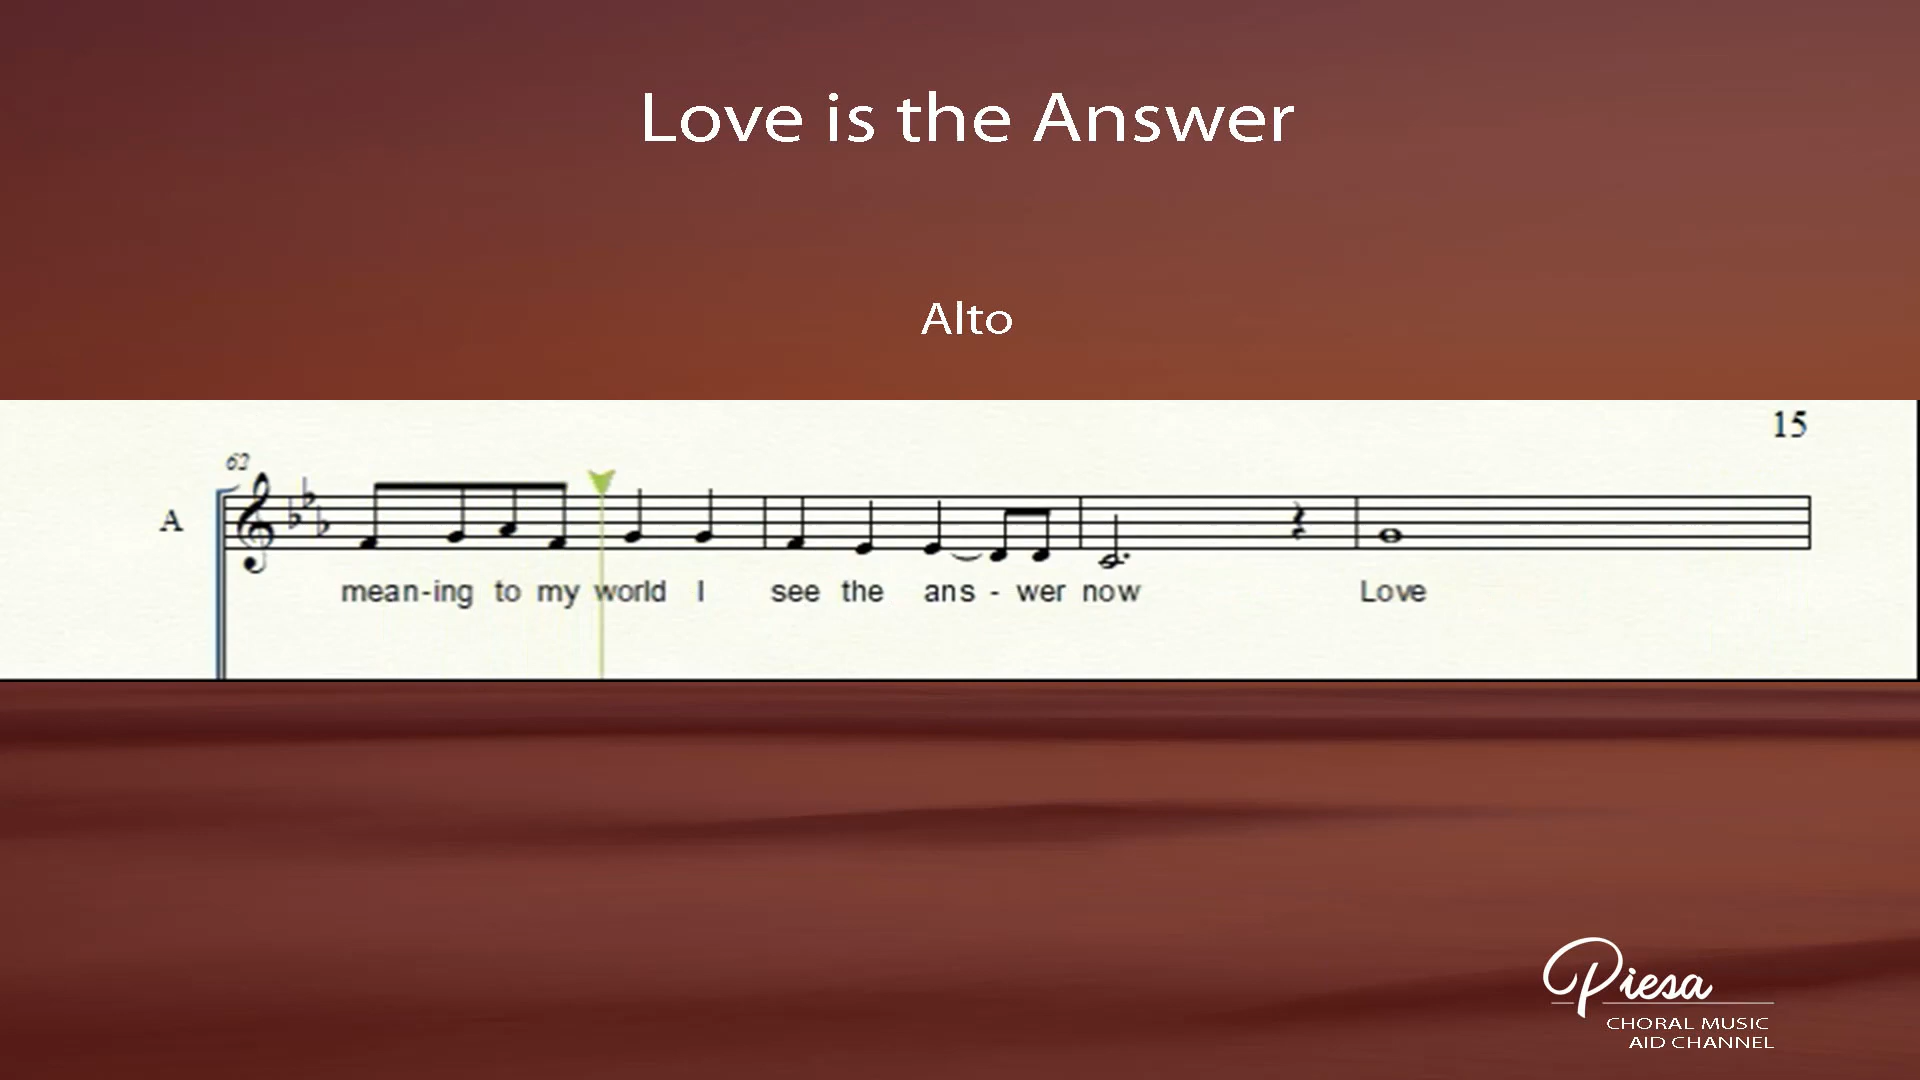 Love is the Answer
Alto
15
62
A
mean-ing to my world I see the ans - wer now Love
Piesa
CHORAL MUSIC
AID CHANNEL